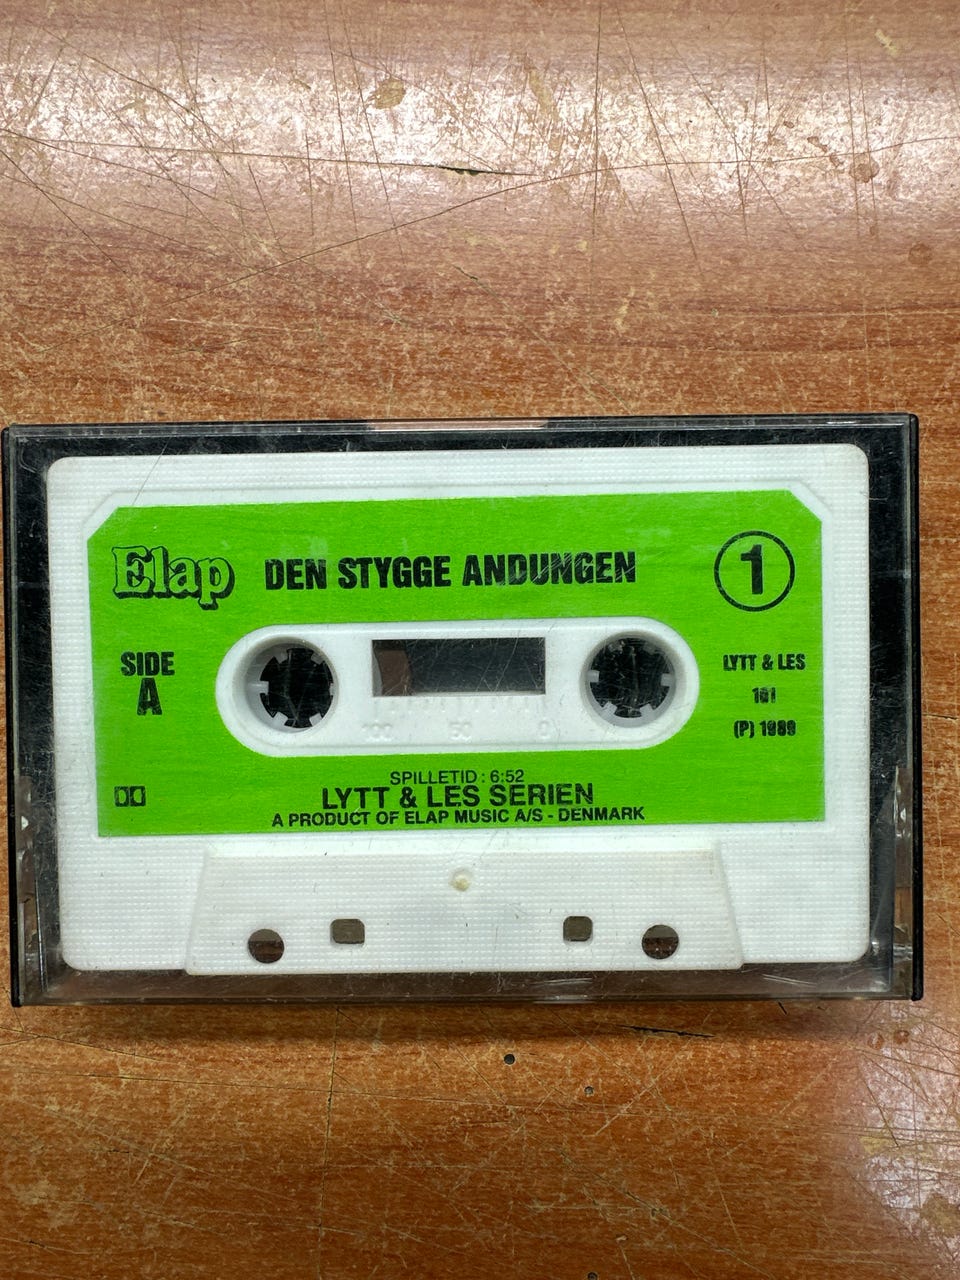 Elap
DEN STYGGE ANDUNGEN
1
SIDE
A
LYTT & LES
101
(P) 1989
100 50 0
SPILLETID : 6:52
LYTT & LES SERIEN
A PRODUCT OF ELAP MUSIC A/S - DENMARK